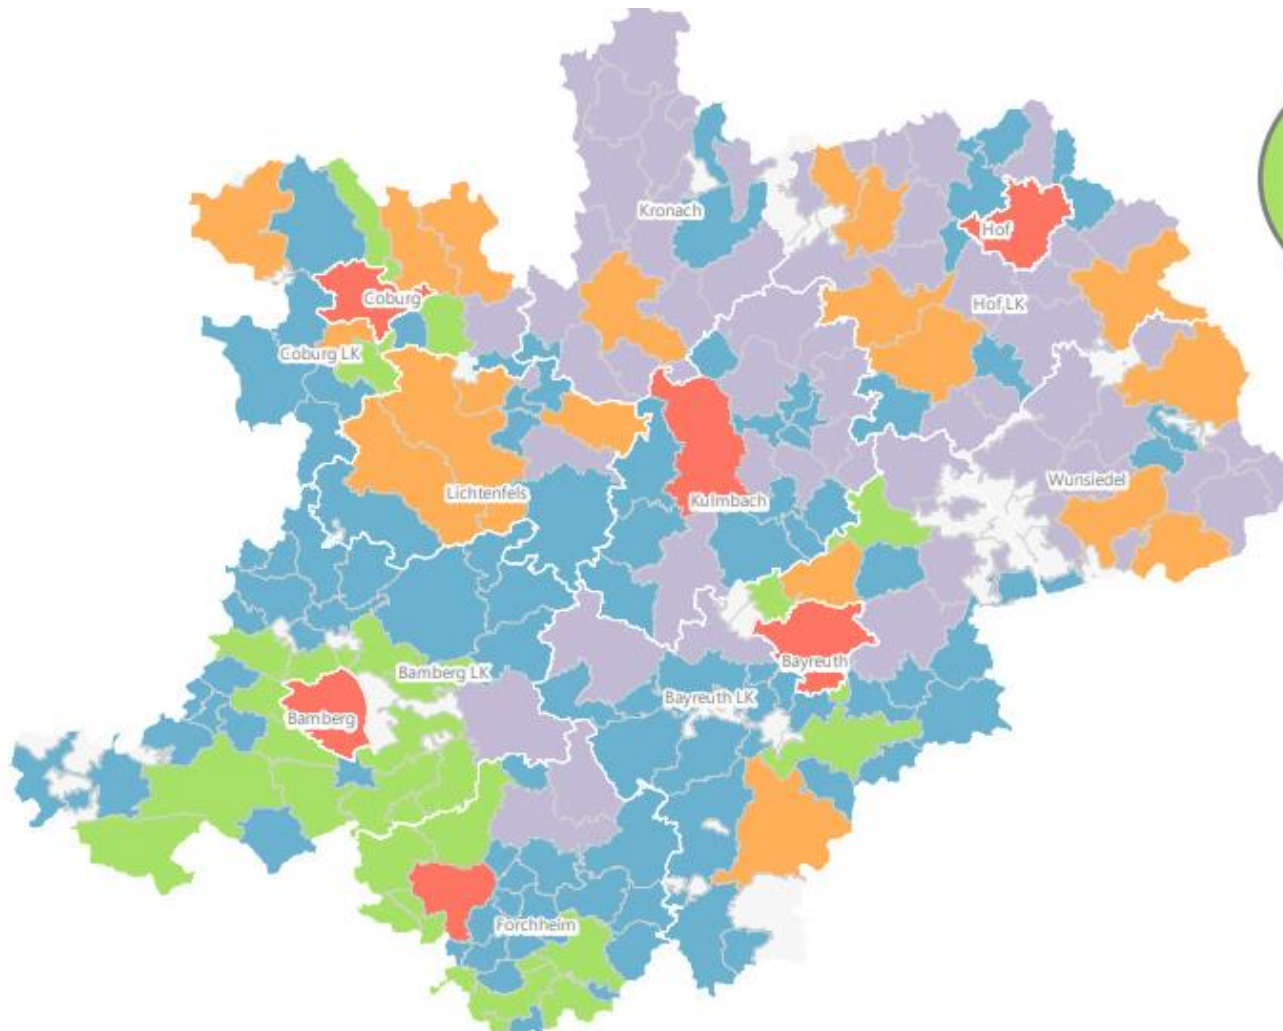 Kronach
Hof
Coburg
Hof LK
Coburg LK
Wunsiedel
Lichtenfels
Kulmbach
Bayreuth
Bamberg LK
Bayreuth LK
Bamberg
Forchheim